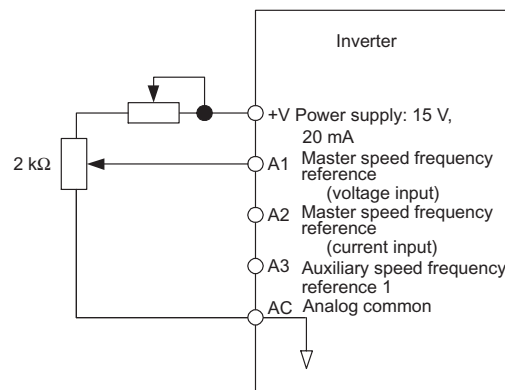 Inverter
+V Power supply: 15 V,
20 mA
2 kΩ
A1 Master speed frequency
reference
(voltage input)
A2 Master speed frequency
reference
(current input)
A3 Auxiliary speed frequency
reference 1
AC Analog common